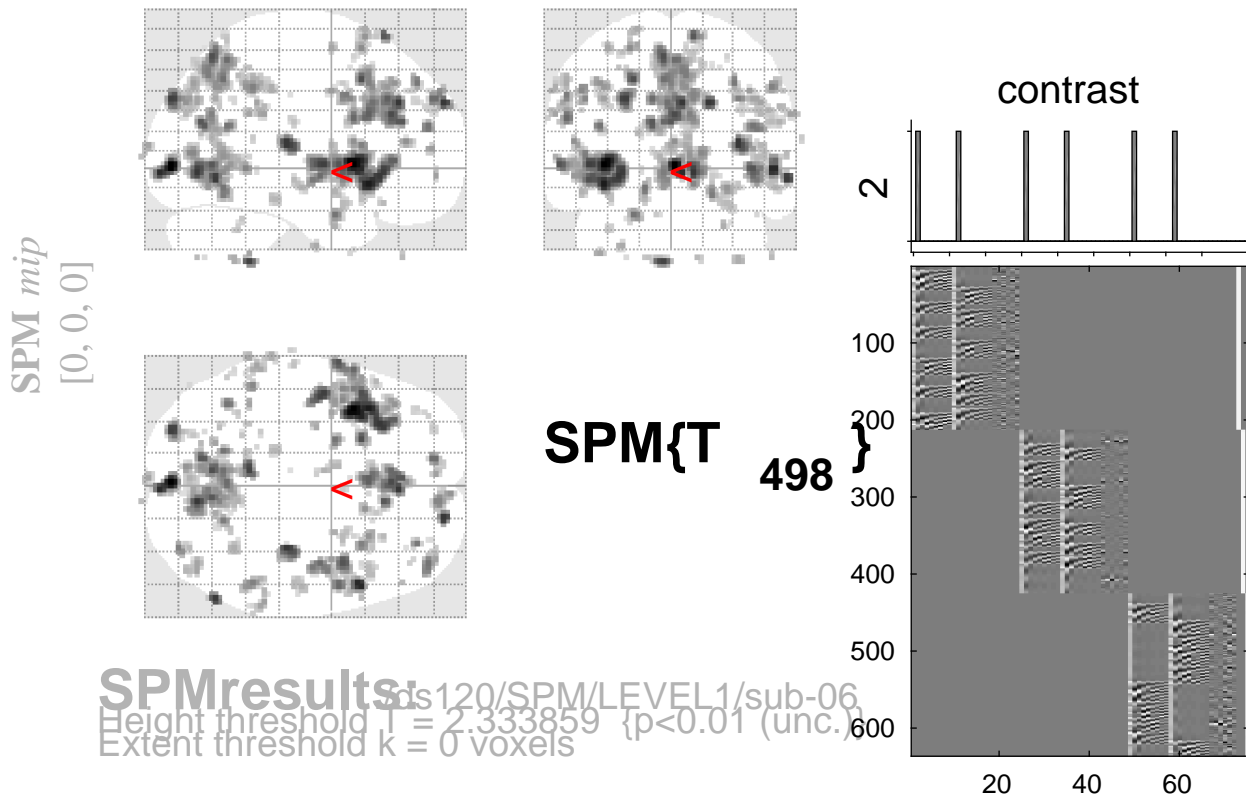 SPM mip
[0, 0, 0]
<
<
<
SPM{T498}
contrast
2
100
200
300
400
500
600
20 40 60
SPMresults: ./ds120/SPM/LEVEL1/sub-06
Height threshold T = 2.333859 {p<0.01 (unc.)}
Extent threshold k = 0 voxels